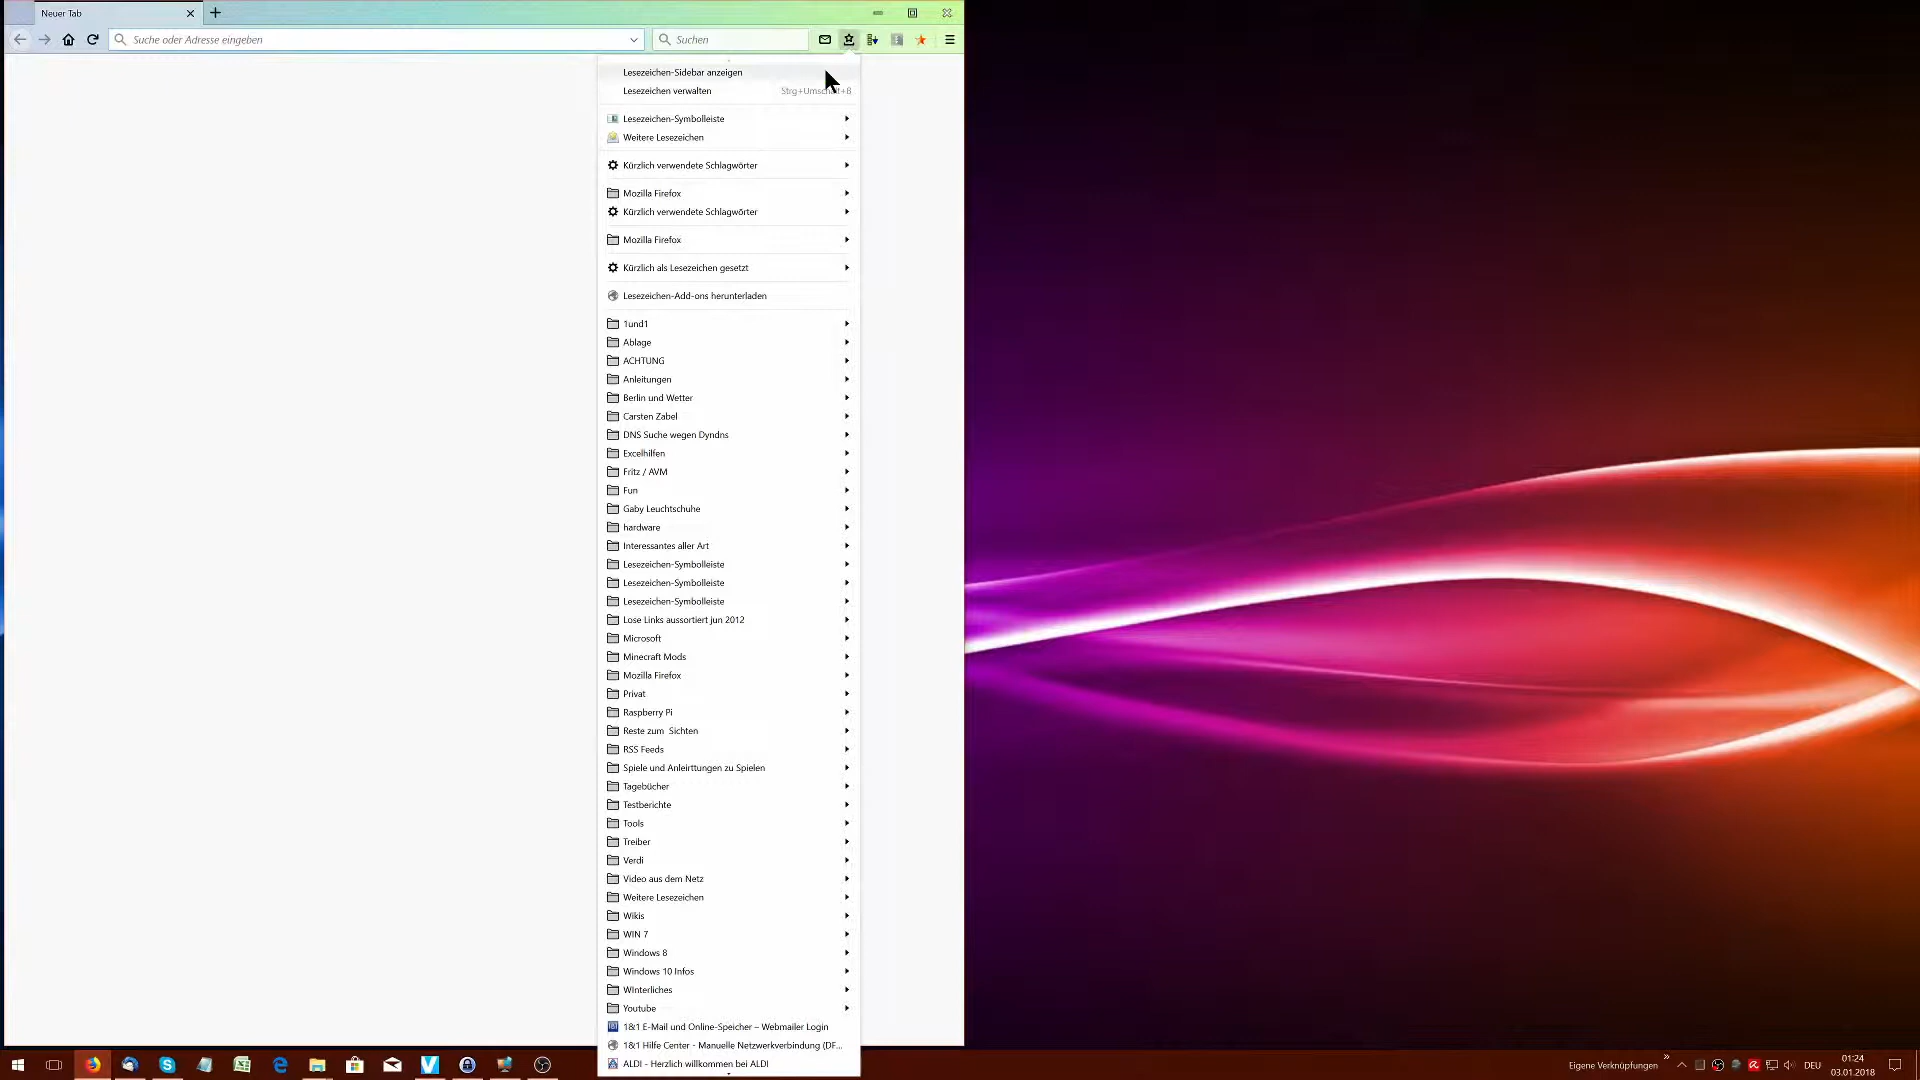 Neuer Tab
Suche oder Adresse eingeben
Suchen
Lesezeichen-Sidebar anzeigen
Lesezeichen verwalten
Lesezeichen-Symbolleiste
Weitere Lesezeichen
Kürzlich verwendete Schlagwörter
Mozilla Firefox
Kürzlich verwendete Schlagwörter
Mozilla Firefox
Kürzlich als Lesezeichen gesetzt
Lesezeichen-Add-ons herunterladen
1und1
Ablage
ACHTUNG
Anleitungen
Berlin und Wetter
Carsten Zabel
DNS Suche wegen Dyndns
Excelhilfen
Fritz / AVM
Fun
Gaby Leuchtschuhe
hardware
Interessantes aller Art
Lesezeichen-Symbolleiste
Lesezeichen-Symbolleiste
Lesezeichen-Symbolleiste
Lose Links aussortiert jun 2012
Microsoft
Minecraft Mods
Mozilla Firefox
Privat
Raspberry Pi
Reste zum Sichten
RSS Feeds
Spiele und Anleirttungen zu Spielen
Tagebücher
Testberichte
Tools
Treiber
Verdi
Video aus dem Netz
Weitere Lesezeichen
Wikis
WIN 7
Windows 8
Windows 10 Infos
WInterliches
Youtube
1&1 E-Mail und Online-Speicher – Webmailer Login
1&1 Hilfe Center - Manuelle Netzwerkverbindung (DF...
ALDI - Herzlich willkommen bei ALDI
Eigene Verknüpfungen
DEU
01:24
03.01.2018